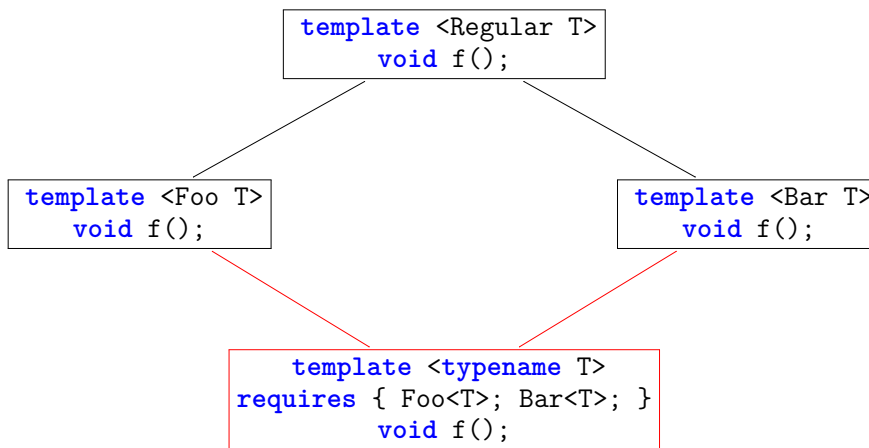 template <Regular T>
void f();
template <Foo T>
void f();
template <Bar T>
void f();
template <typename T>
requires { Foo<T>; Bar<T>; }
void f();